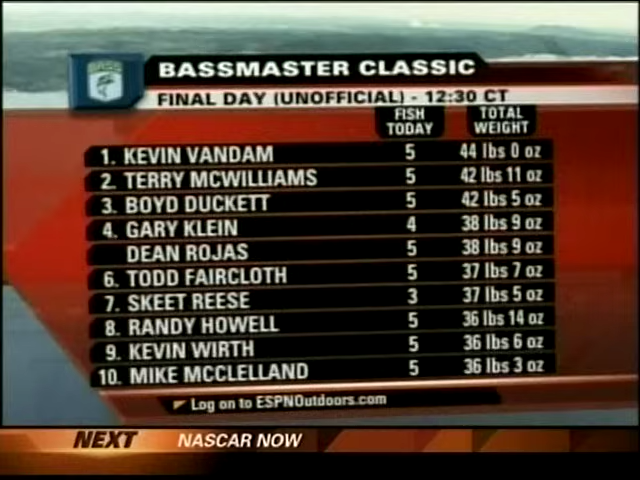 BASS
BASSMASTER CLASSIC
FINAL DAY (UNOFFICIAL) - 12:30 CT
FISH TODAY TOTAL WEIGHT
1. KEVIN VANDAM 5 44 lbs 0 oz
2. TERRY MCWILLIAMS 5 42 lbs 11 oz
3. BOYD DUCKETT 5 42 lbs 5 oz
4. GARY KLEIN 4 38 lbs 9 oz
DEAN ROJAS 5 38 lbs 9 oz
6. TODD FAIRCLOTH 5 37 lbs 7 oz
7. SKEET REESE 3 37 lbs 5 oz
8. RANDY HOWELL 5 36 lbs 14 oz
9. KEVIN WIRTH 5 36 lbs 6 oz
10. MIKE MCCLELLAND 5 36 lbs 3 oz
Log on to ESPNOutdoors.com
NEXT NASCAR NOW